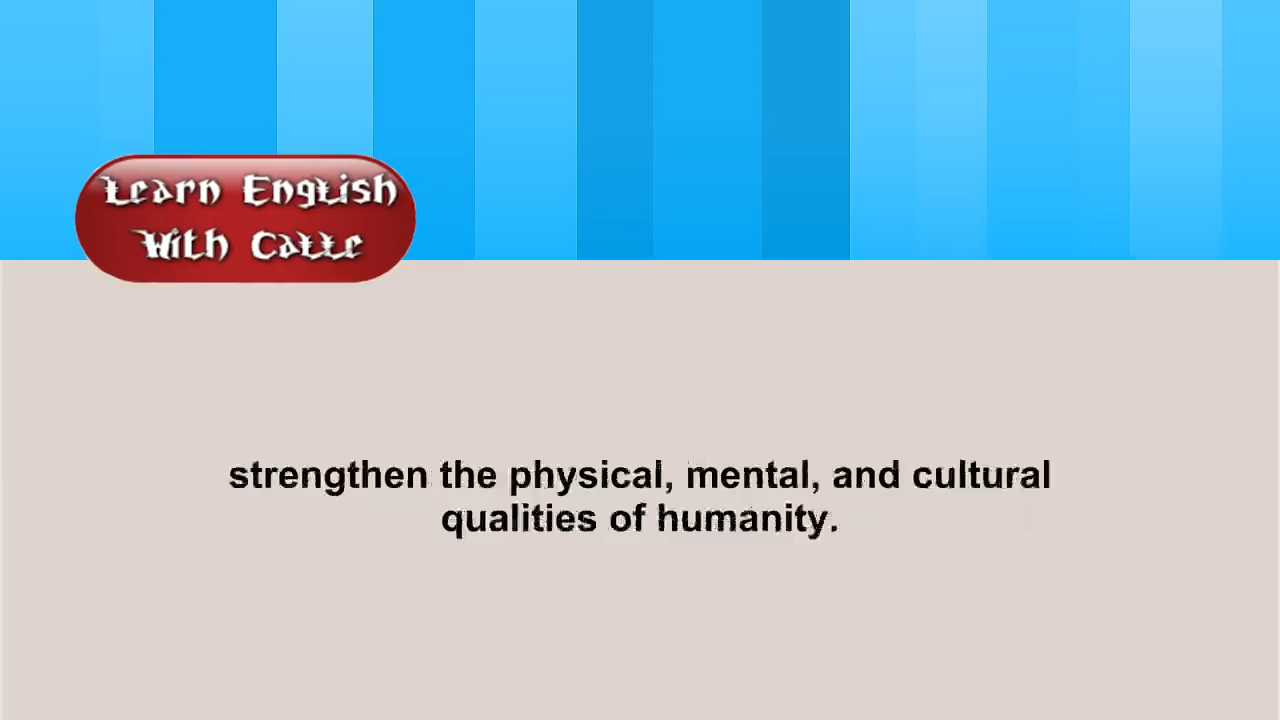 Learn English
With Catte
strengthen the physical, mental, and cultural
qualities of humanity.